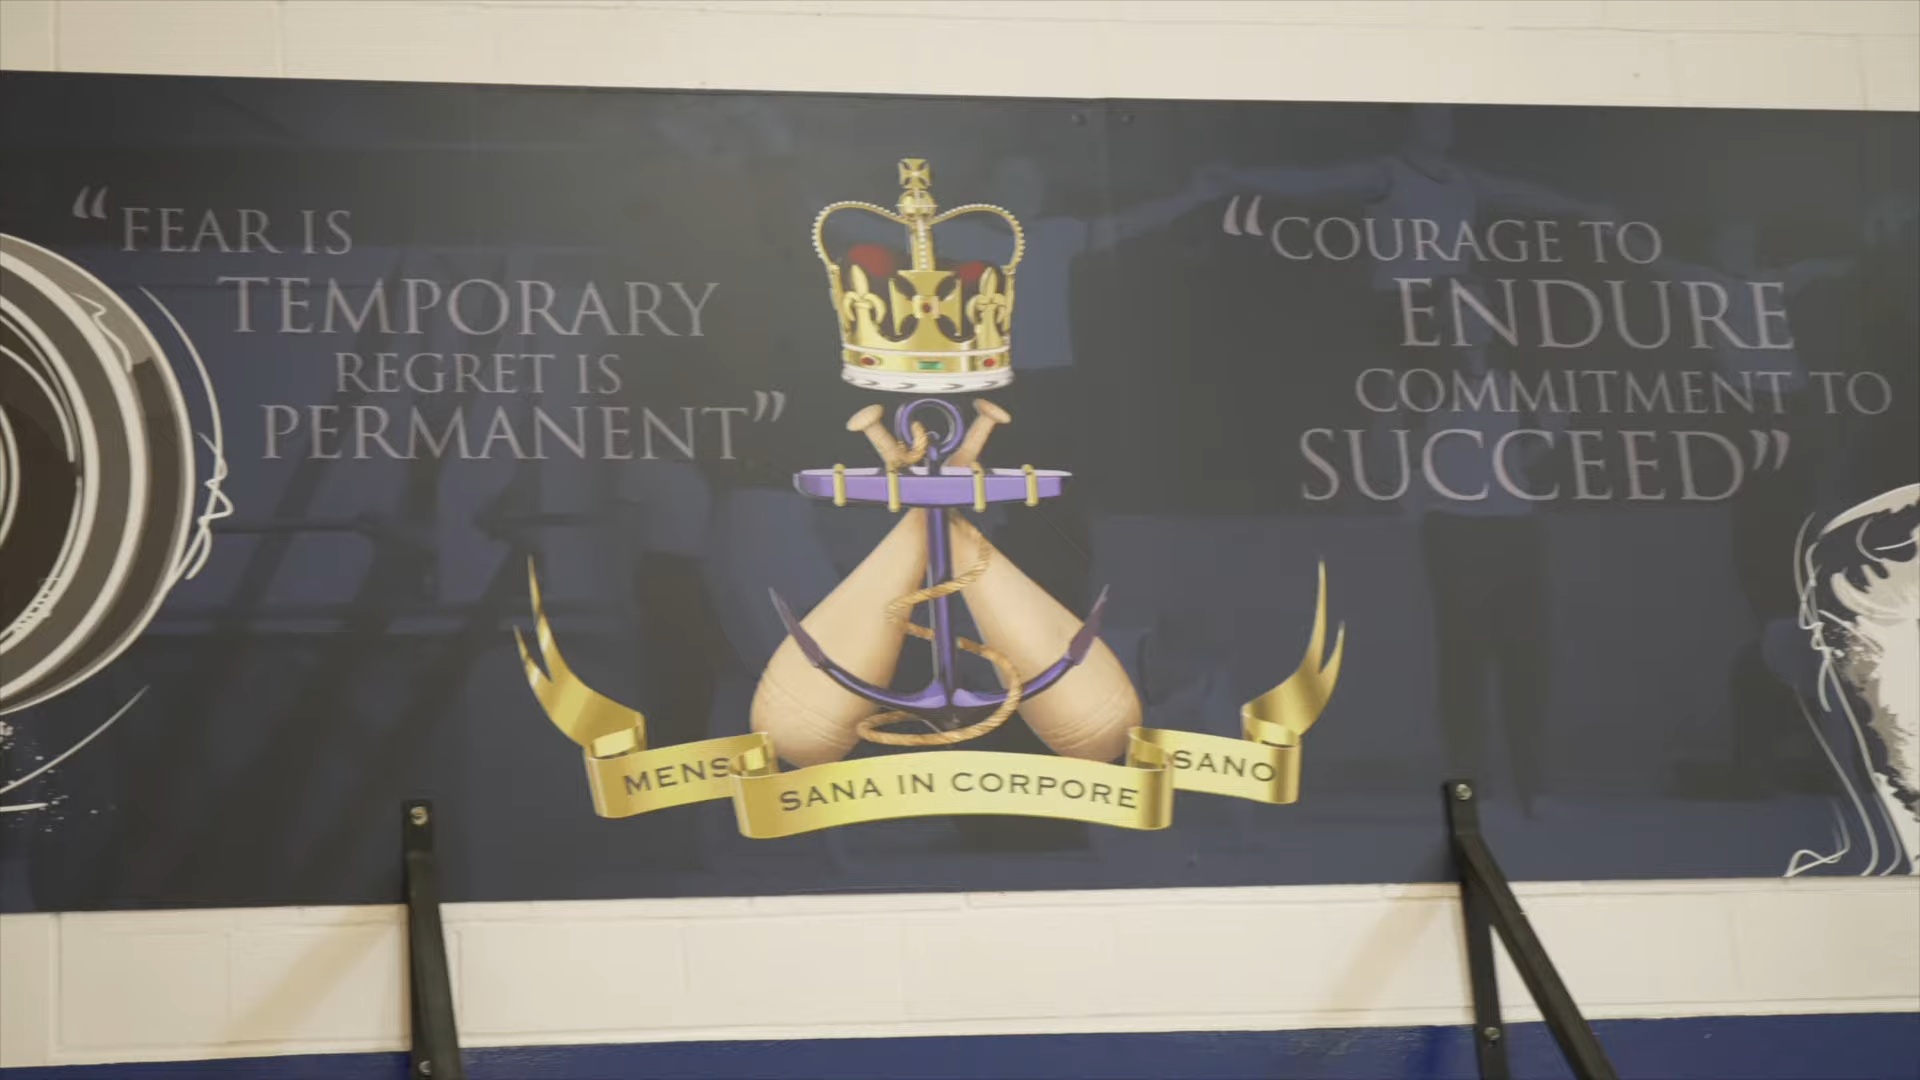 “FEAR IS
TEMPORARY
REGRET IS
PERMANENT”
“COURAGE TO
ENDURE
COMMITMENT TO
SUCCEED”
MENS SANA IN CORPORE SANO